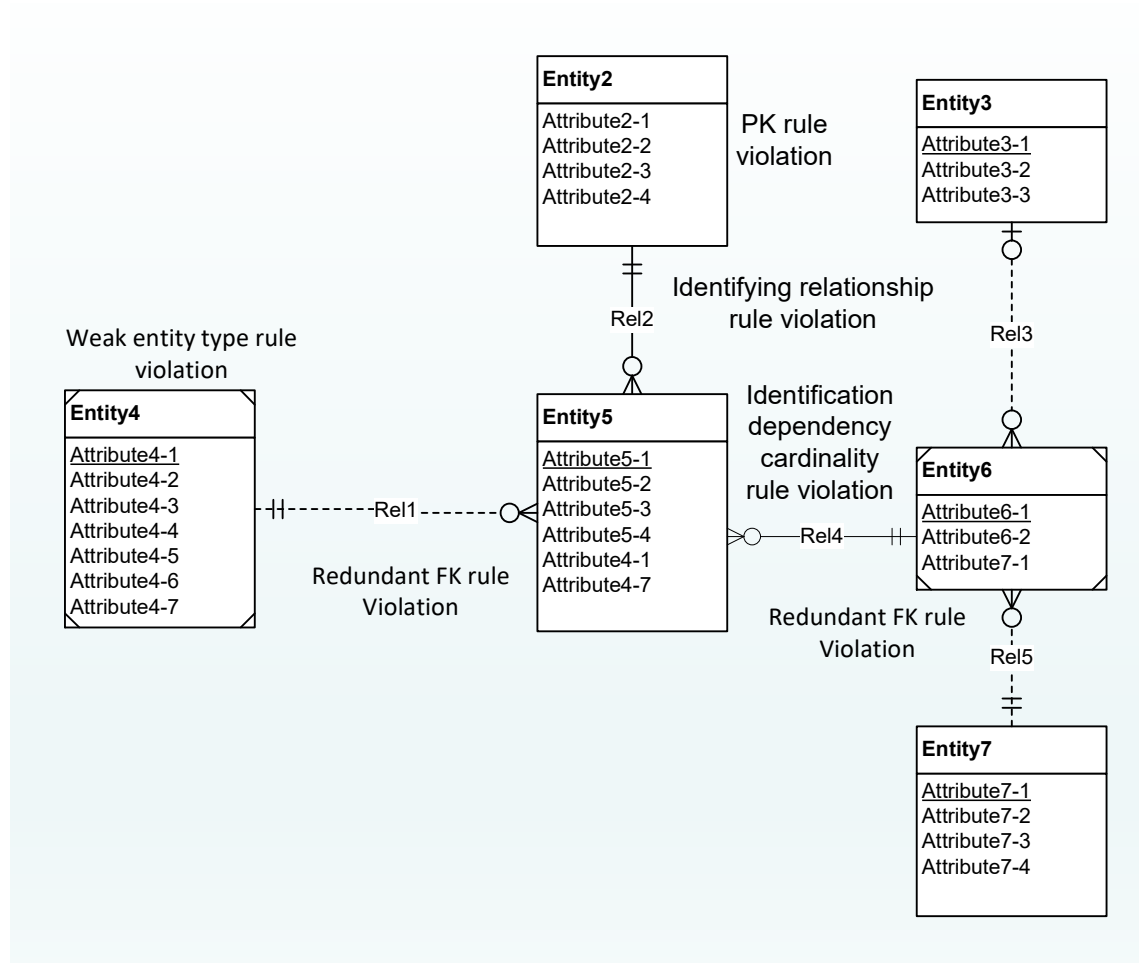 Entity2
Attribute2-1
Attribute2-2
Attribute2-3
Attribute2-4
PK rule
violation
Entity3
Attribute3-1
Attribute3-2
Attribute3-3
Identifying relationship
rule violation
Rel2
Rel3
Weak entity type rule
violation
Entity4
Attribute4-1
Attribute4-2
Attribute4-3
Attribute4-4
Attribute4-5
Attribute4-6
Attribute4-7
Rel1
Redundant FK rule
Violation
Entity5
Attribute5-1
Attribute5-2
Attribute5-3
Attribute5-4
Attribute4-1
Attribute4-7
Identification
dependency
cardinality
rule violation
Rel4
Entity6
Attribute6-1
Attribute6-2
Attribute7-1
Redundant FK rule
Violation
Rel5
Entity7
Attribute7-1
Attribute7-2
Attribute7-3
Attribute7-4